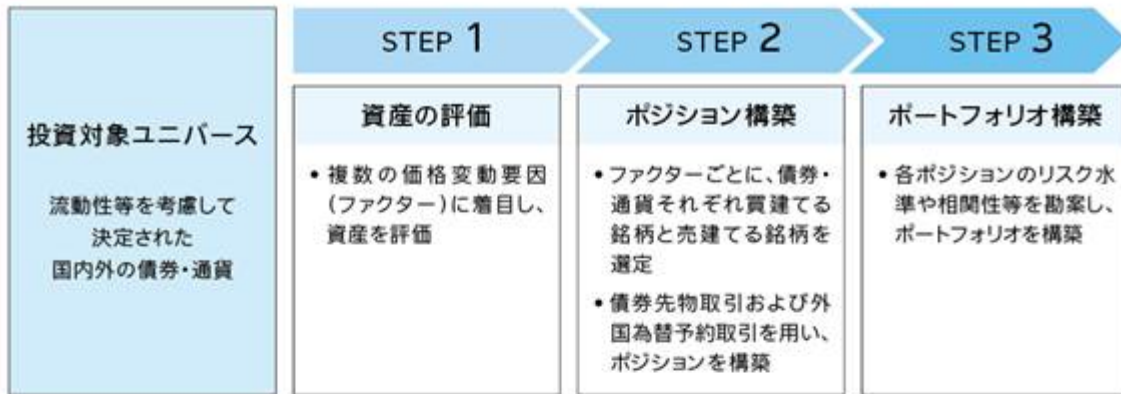 投資対象ユニバース
流動性等を考慮して
決定された
国内外の債券・通貨
STEP 1
資産の評価
• 複数の価格変動要因
(ファクター)に着目し、
資産を評価
STEP 2
ポジション構築
• ファクターごとに、債券・
通貨それぞれ買建てる
銘柄と売建てる銘柄を
選定
• 債券先物取引および外
国為替予約取引を用い、
ポジションを構築
STEP 3
ポートフォリオ構築
• 各ポジションのリスク水
準や相関性等を勘案し、
ポートフォリオを構築